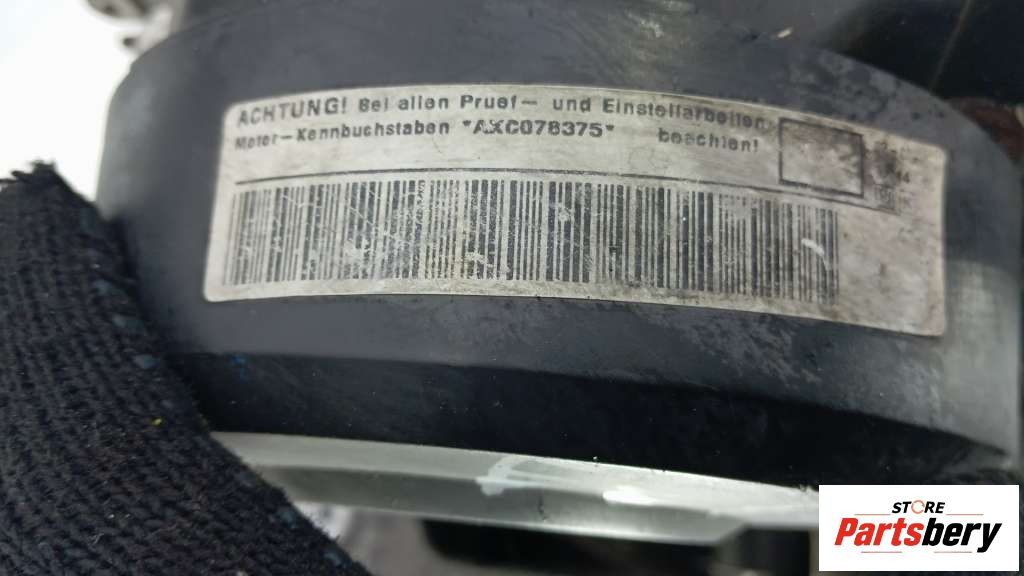 ACHTUNG! Bei allen Pruef- und Einstellarbeiten
Motor-Kennbuchstaben "AXC078375" beachten!
STORE
Partsbery